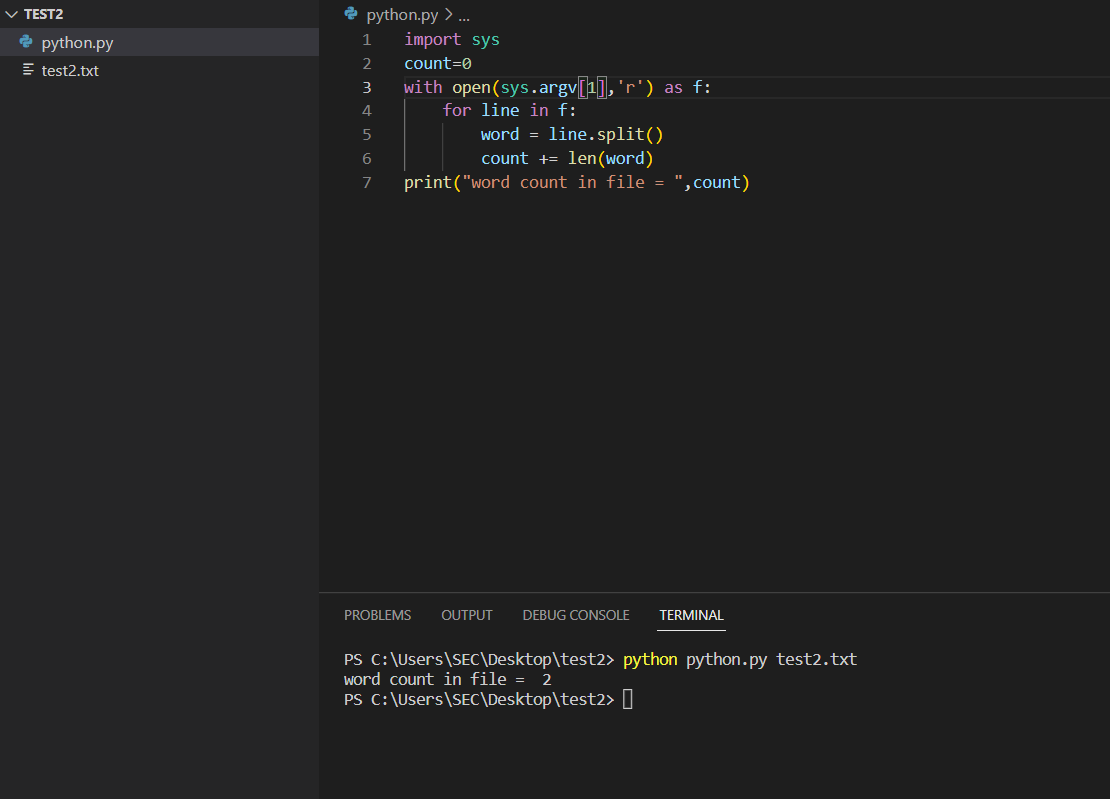 TEST2
python.py
test2.txt
python.py > ...
1 import sys
2 count=0
3 with open(sys.argv[1],'r') as f:
4     for line in f:
5         word = line.split()
6         count += len(word)
7 print("word count in file = ",count)
PROBLEMS OUTPUT DEBUG CONSOLE TERMINAL
PS C:\Users\SEC\Desktop\test2> python python.py test2.txt
word count in file =  2
PS C:\Users\SEC\Desktop\test2>